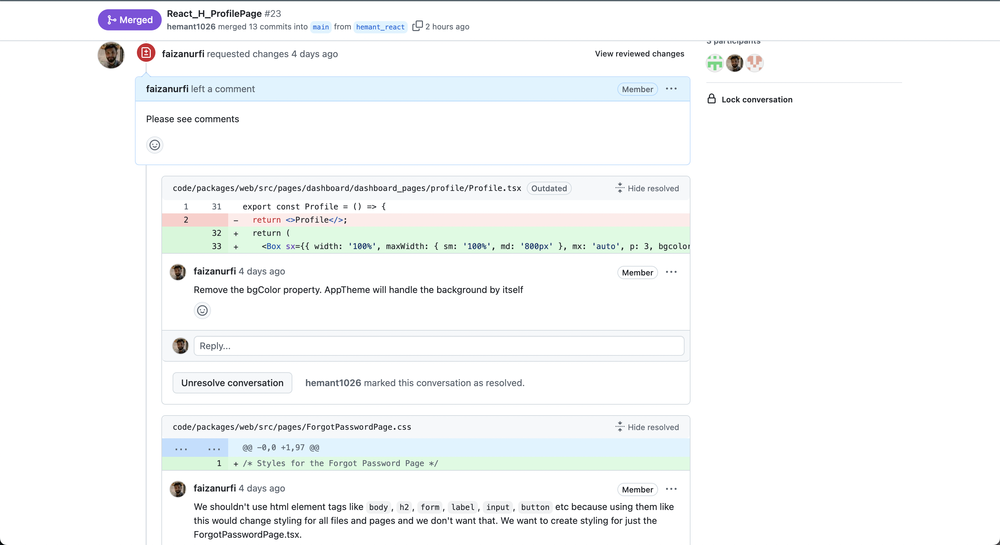 Merged
React_H_ProfilePage #23
hemant1026 merged 13 commits into main from hemant_react 2 hours ago
3 participants
faizanurfi requested changes 4 days ago
View reviewed changes
Lock conversation
faizanurfi left a comment
Member
Please see comments
code/packages/web/src/pages/dashboard/dashboard_pages/profile/Profile.tsx Outdated Hide resolved
1 31 export const Profile = () => {
2 - return <>Profile</>;
32 + return (
33 + <Box sx={{ width: '100%', maxWidth: { sm: '100%', md: '800px' }, mx: 'auto', p: 3, bgcolor
faizanurfi 4 days ago
Member
Remove the bgColor property. AppTheme will handle the background by itself
Reply...
Unresolve conversation hemant1026 marked this conversation as resolved.
code/packages/web/src/pages/ForgotPasswordPage.css Hide resolved
... ... @@ -0,0 +1,97 @@
1 + /* Styles for the Forgot Password Page */
faizanurfi 4 days ago
Member
We shouldn't use html element tags like body, h2, form, label, input, button etc because using them like
this would change styling for all files and pages and we don't want that. We want to create styling for just the
ForgotPasswordPage.tsx.